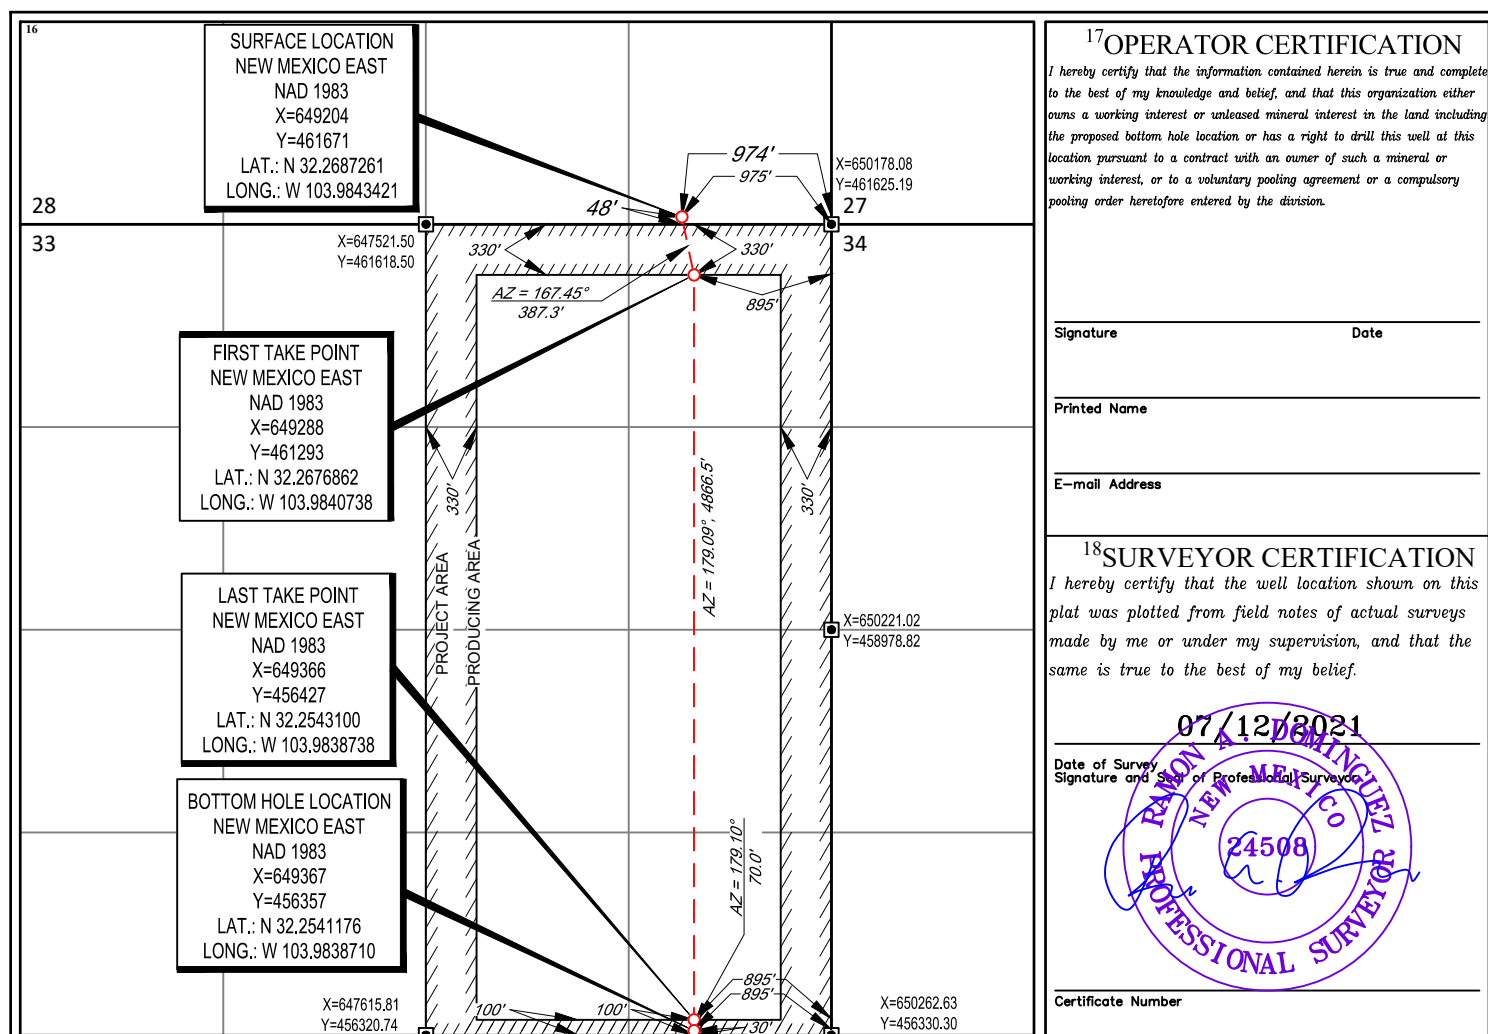 16
SURFACE LOCATION
NEW MEXICO EAST
NAD 1983
X=649204
Y=461671
LAT.: N 32.2687261
LONG.: W 103.9843421
974'
975'
48'
X=650178.08
Y=461625.19
28
27
33
34
X=647521.50
Y=461618.50
330'
330'
AZ = 167.45°
387.3'
895'
FIRST TAKE POINT
NEW MEXICO EAST
NAD 1983
X=649288
Y=461293
LAT.: N 32.2676862
LONG.: W 103.9840738
330'
330'
AZ = 179.09°, 4866.5'
PROJECT AREA
PRODUCING AREA
LAST TAKE POINT
NEW MEXICO EAST
NAD 1983
X=649366
Y=456427
LAT.: N 32.2543100
LONG.: W 103.9838738
X=650221.02
Y=458978.82
BOTTOM HOLE LOCATION
NEW MEXICO EAST
NAD 1983
X=649367
Y=456357
LAT.: N 32.2541176
LONG.: W 103.9838710
AZ = 179.10°
70.0'
895'
895'
100'
100'
30'
X=647615.81
Y=456320.74
X=650262.63
Y=456330.30
17OPERATOR CERTIFICATION
I hereby certify that the information contained herein is true and complete
to the best of my knowledge and belief, and that this organization either
owns a working interest or unleased mineral interest in the land including
the proposed bottom hole location or has a right to drill this well at this
location pursuant to a contract with an owner of such a mineral or
working interest, or to a voluntary pooling agreement or a compulsory
pooling order heretofore entered by the division.
Signature Date
Printed Name
E-mail Address
18SURVEYOR CERTIFICATION
I hereby certify that the well location shown on this
plat was plotted from field notes of actual surveys
made by me or under my supervision, and that the
same is true to the best of my belief.
07/12/2021
Date of Survey
Signature and Seal of Professional Surveyor
RAMON A. DOMINGUEZ
NEW MEXICO
24508
PROFESSIONAL SURVEYOR
Certificate Number